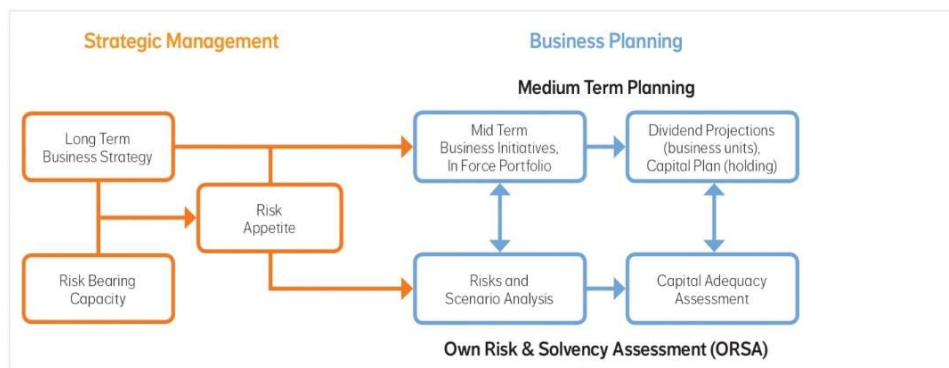 Strategic Management
Business Planning
Medium Term Planning
Long Term
Business Strategy
Mid Term
Business Initiatives,
In Force Portfolio
Dividend Projections
(business units),
Capital Plan (holding)
Risk
Appetite
Risk Bearing
Capacity
Risks and
Scenario Analysis
Capital Adequacy
Assessment
Own Risk & Solvency Assessment (ORSA)